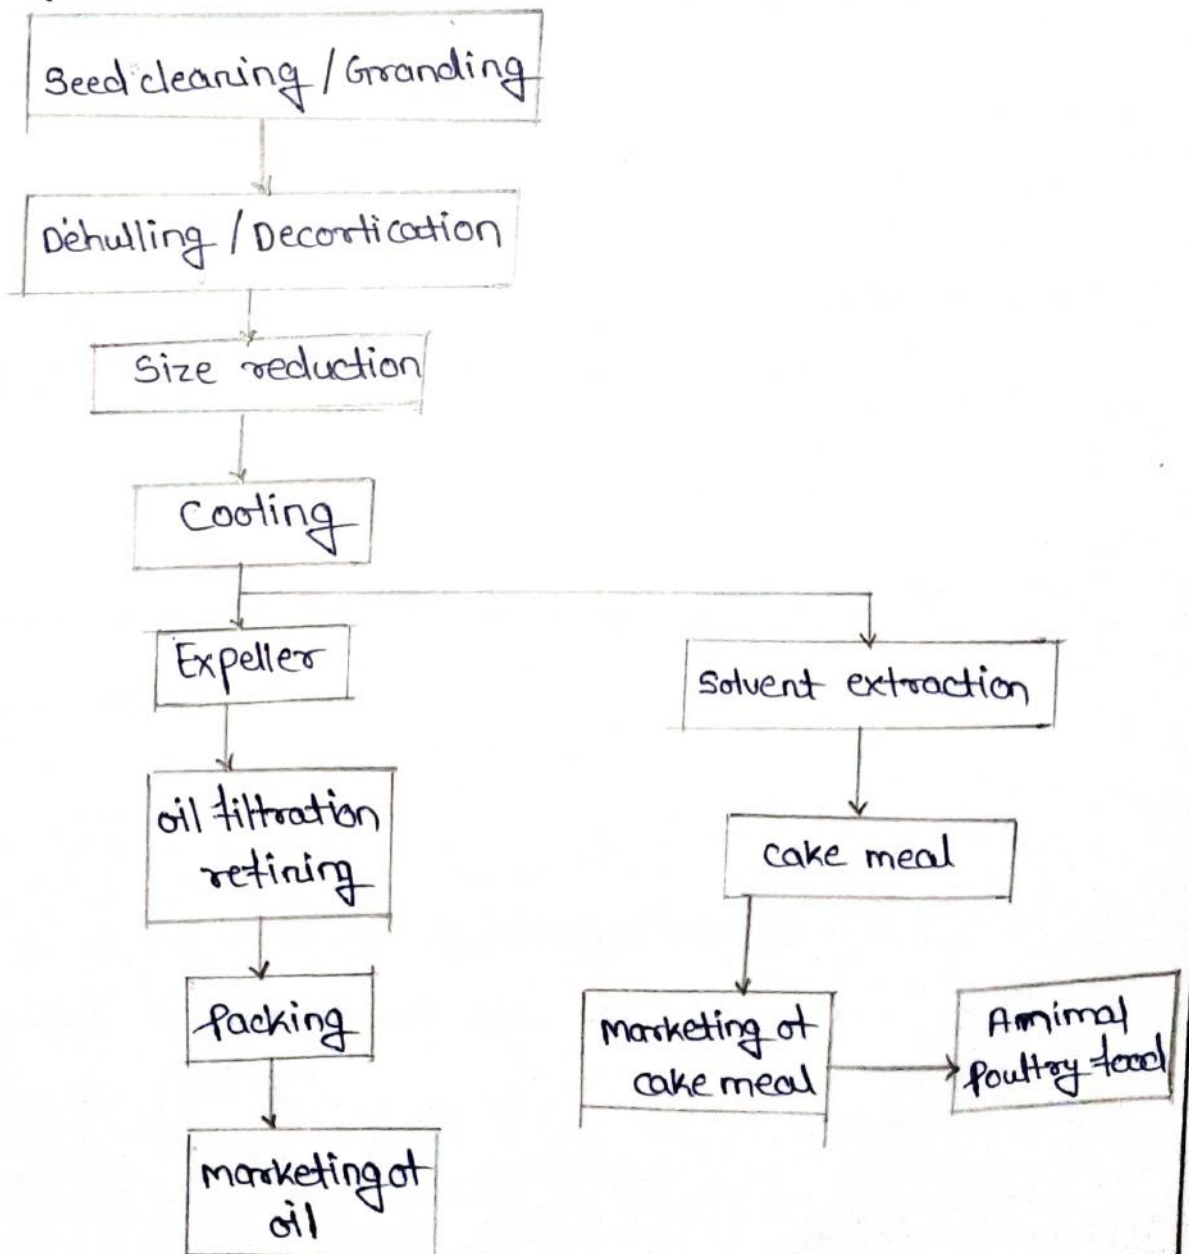 Seed cleaning / Granding
Dehulling / Decortication
Size reduction
Cooling
Expeller
Solvent extraction
oil filtration
refining
cake meal
Packing
marketing of
cake meal
Amimal
Poultry food
marketing of
oil